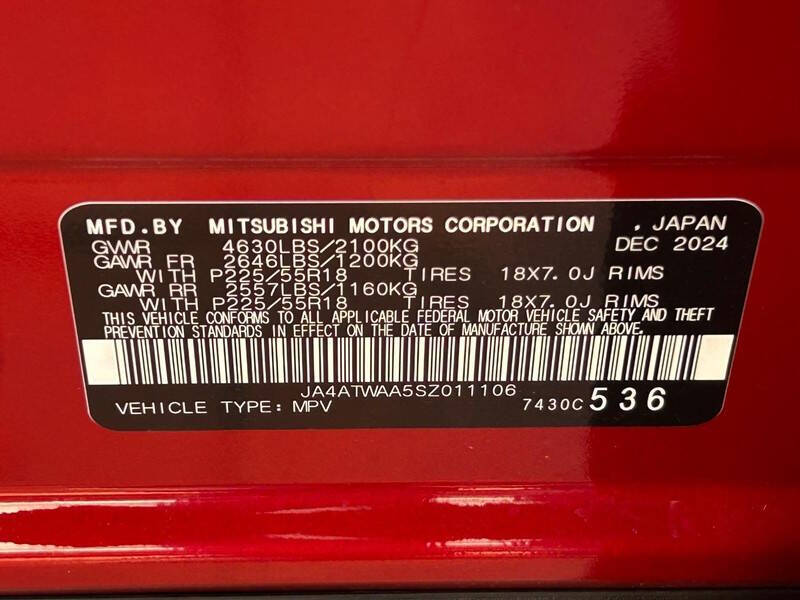 MFD.BY MITSUBISHI MOTORS CORPORATION , JAPAN
GVWR 4630LBS/2100KG DEC 2024
GAWR FR 2646LBS/1200KG
WITH P225/55R18 TIRES 18X7.0J RIMS
GAWR RR 2557LBS/1160KG
WITH P225/55R18 TIRES 18X7.0J RIMS
THIS VEHICLE CONFORMS TO ALL APPLICABLE FEDERAL MOTOR VEHICLE SAFETY AND THEFT
PREVENTION STANDARDS IN EFFECT ON THE DATE OF MANUFACTURE SHOWN ABOVE.
JA4ATWAA5SZ011106
VEHICLE TYPE: MPV 7430C 536